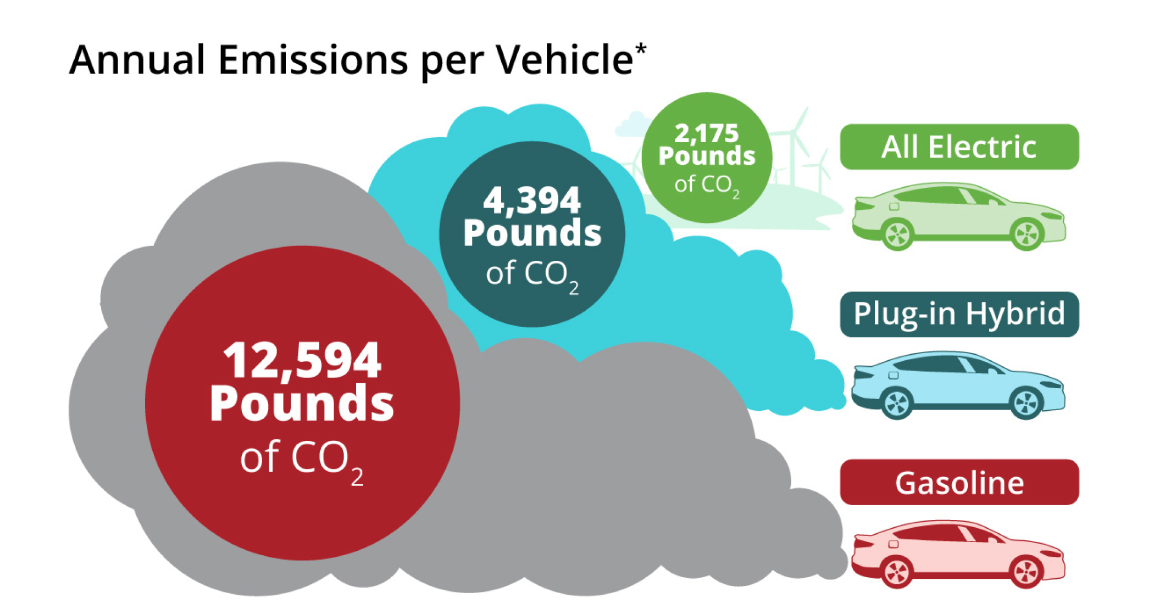 Annual Emissions per Vehicle*
2,175
Pounds
of CO2
All Electric
4,394
Pounds
of CO2
Plug-in Hybrid
12,594
Pounds
of CO2
Gasoline